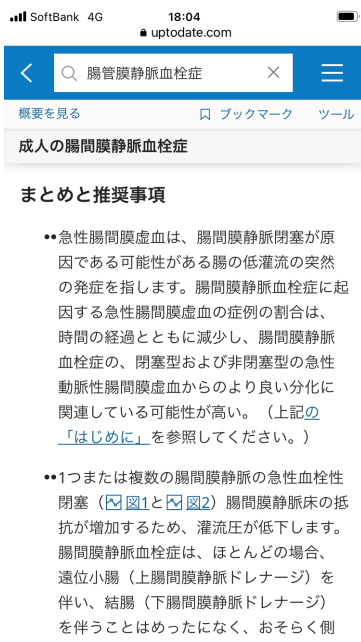 SoftBank 4G 18:04
uptodate.com
腸管膜静脈血栓症
概要を見る ブックマーク ツール
成人の腸間膜静脈血栓症
まとめと推奨事項
••急性腸間膜虚血は、腸間膜静脈閉塞が原
因である可能性がある腸の低灌流の突然
の発症を指します。腸間膜静脈血栓症に起
因する急性腸間膜虚血の症例の割合は、
時間の経過とともに減少し、腸間膜静脈
血栓症の、閉塞型および非閉塞型の急性
動脈性腸間膜虚血からのより良い分化に
関連している可能性が高い。（上記の
「はじめに」を参照してください。）
••1つまたは複数の腸間膜静脈の急性血栓性
閉塞（図1と図2）腸間膜静脈床の抵
抗が増加するため、灌流圧が低下します。
腸間膜静脈血栓症は、ほとんどの場合、
遠位小腸（上腸間膜静脈ドレナージ）を
伴い、結腸（下腸間膜静脈ドレナージ）
を伴うことはめったになく、おそらく側